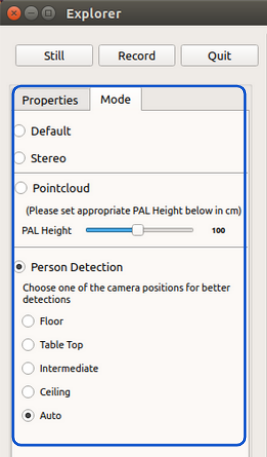 Explorer
Still Record Quit
Properties Mode
Default
Stereo
Pointcloud
(Please set appropriate PAL Height below in cm)
PAL Height 100
Person Detection
Choose one of the camera positions for better
detections
Floor
Table Top
Intermediate
Ceiling
Auto